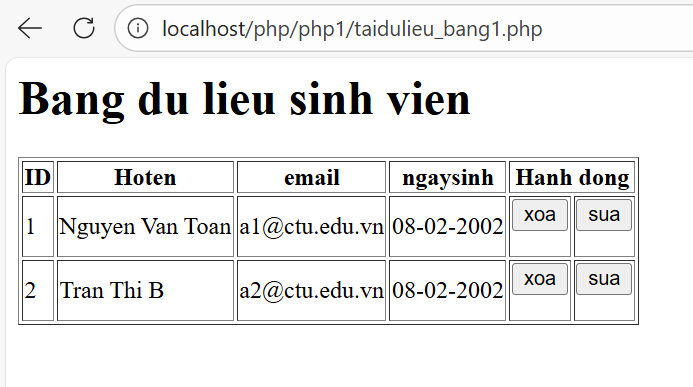 localhost/php/php1/taidulieu_bang1.php
Bang du lieu sinh vien
ID Hoten email ngaysinh Hanh dong
1 Nguyen Van Toan a1@ctu.edu.vn 08-02-2002 xoa sua
2 Tran Thi B a2@ctu.edu.vn 08-02-2002 xoa sua